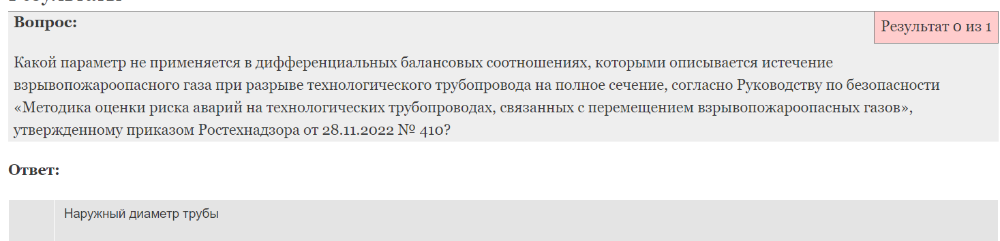 Вопрос:
Результат 0 из 1
Какой параметр не применяется в дифференциальных балансовых соотношениях, которыми описывается истечение
взрывопожароопасного газа при разрыве технологического трубопровода на полное сечение, согласно Руководству по безопасности
«Методика оценки риска аварий на технологических трубопроводах, связанных с перемещением взрывопожароопасных газов»,
утвержденному приказом Ростехнадзора от 28.11.2022 № 410?
Ответ:
Наружный диаметр трубы